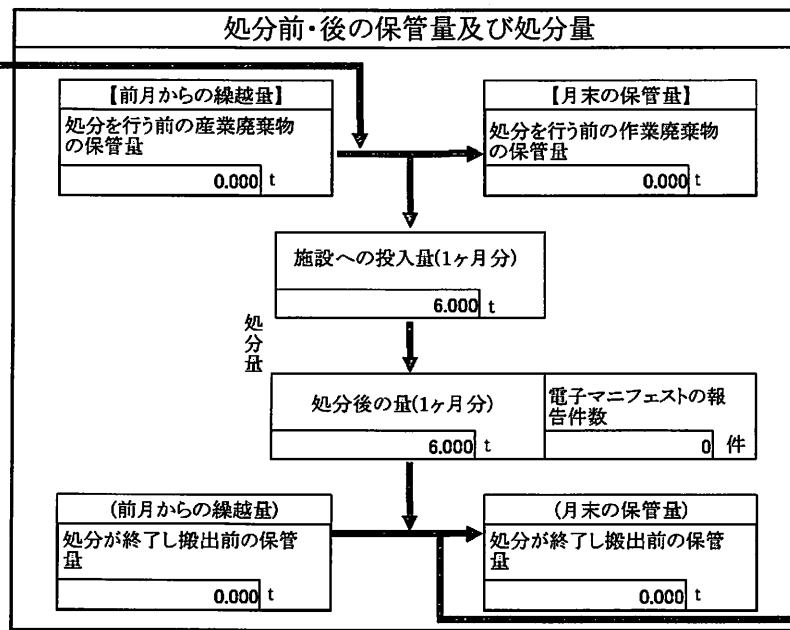 処分前・後の保管量及び処分量
【前月からの繰越量】
処分を行う前の産業廃棄物
の保管量
0.000 t
【月末の保管量】
処分を行う前の作業廃棄物
の保管量
0.000 t
施設への投入量(1ヶ月分)
6.000 t
処分量
処分後の量(1ヶ月分)
6.000 t
電子マニフェストの報
告件数
0 件
(前月からの繰越量)
処分が終了し搬出前の保管
量
0.000 t
(月末の保管量)
処分が終了し搬出前の保管
量
0.000 t